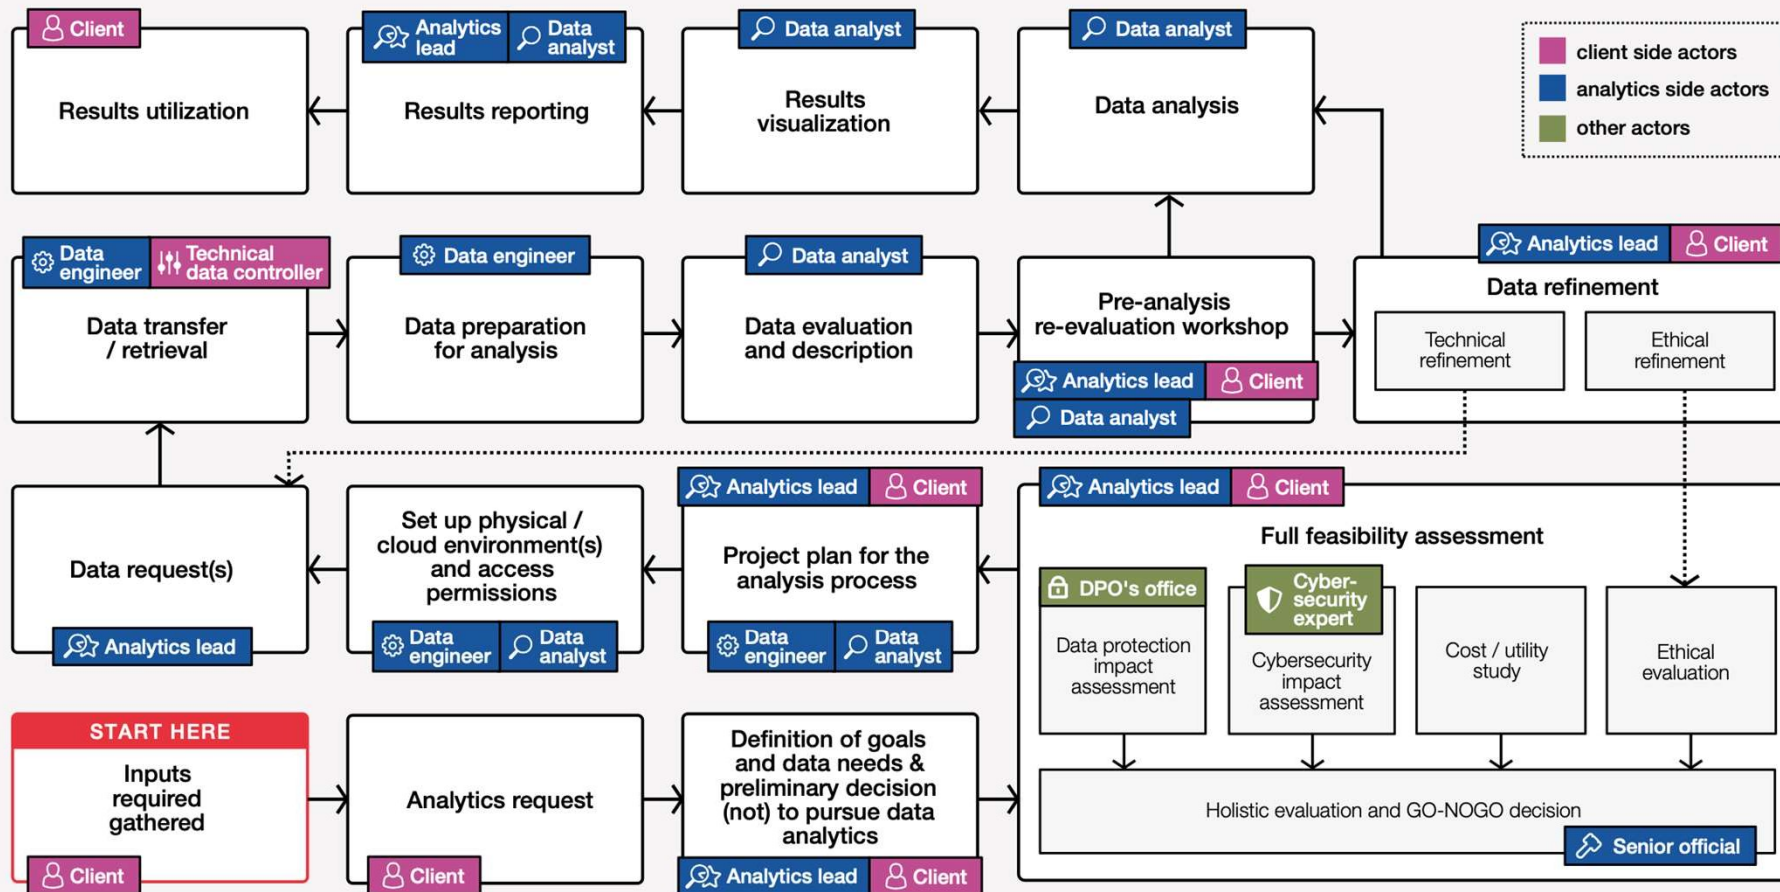 Client
Results utilization
Analytics
lead
Data
analyst
Results reporting
Data analyst
Results
visualization
Data analyst
Data analysis
client side actors
analytics side actors
other actors
Data
engineer
Technical
data controller
Data transfer
/ retrieval
Data engineer
Data preparation
for analysis
Data analyst
Data evaluation
and description
Pre-analysis
re-evaluation workshop
Analytics lead
Client
Data analyst
Analytics lead
Client
Data refinement
Technical
refinement
Ethical
refinement
Data request(s)
Analytics lead
Set up physical /
cloud environment(s)
and access
permissions
Data
engineer
Data
analyst
Analytics lead
Client
Project plan for the
analysis process
Data
engineer
Data
analyst
Analytics lead
Client
Full feasibility assessment
DPO's office
Data protection
impact
assessment
Cyber-
security
expert
Cybersecurity
impact
assessment
Cost / utility
study
Ethical
evaluation
Holistic evaluation and GO-NOGO decision
Senior official
START HERE
Inputs
required
gathered
Client
Analytics request
Client
Definition of goals
and data needs &
preliminary decision
(not) to pursue data
analytics
Analytics lead
Client